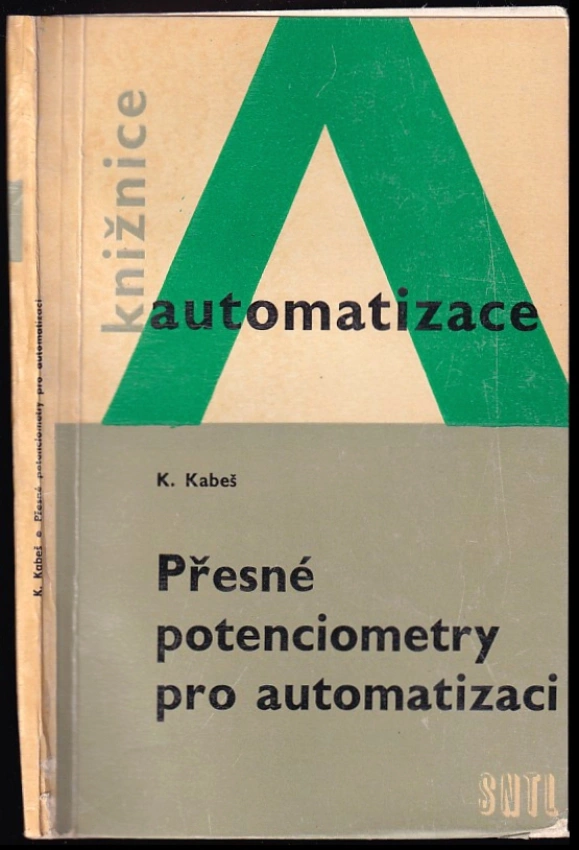 knižnice
automatizace
K. Kabeš
Přesné
potenciometry
pro automatizaci
SNTL
K. Kabeš • Přesné potenciometry pro automatizaci